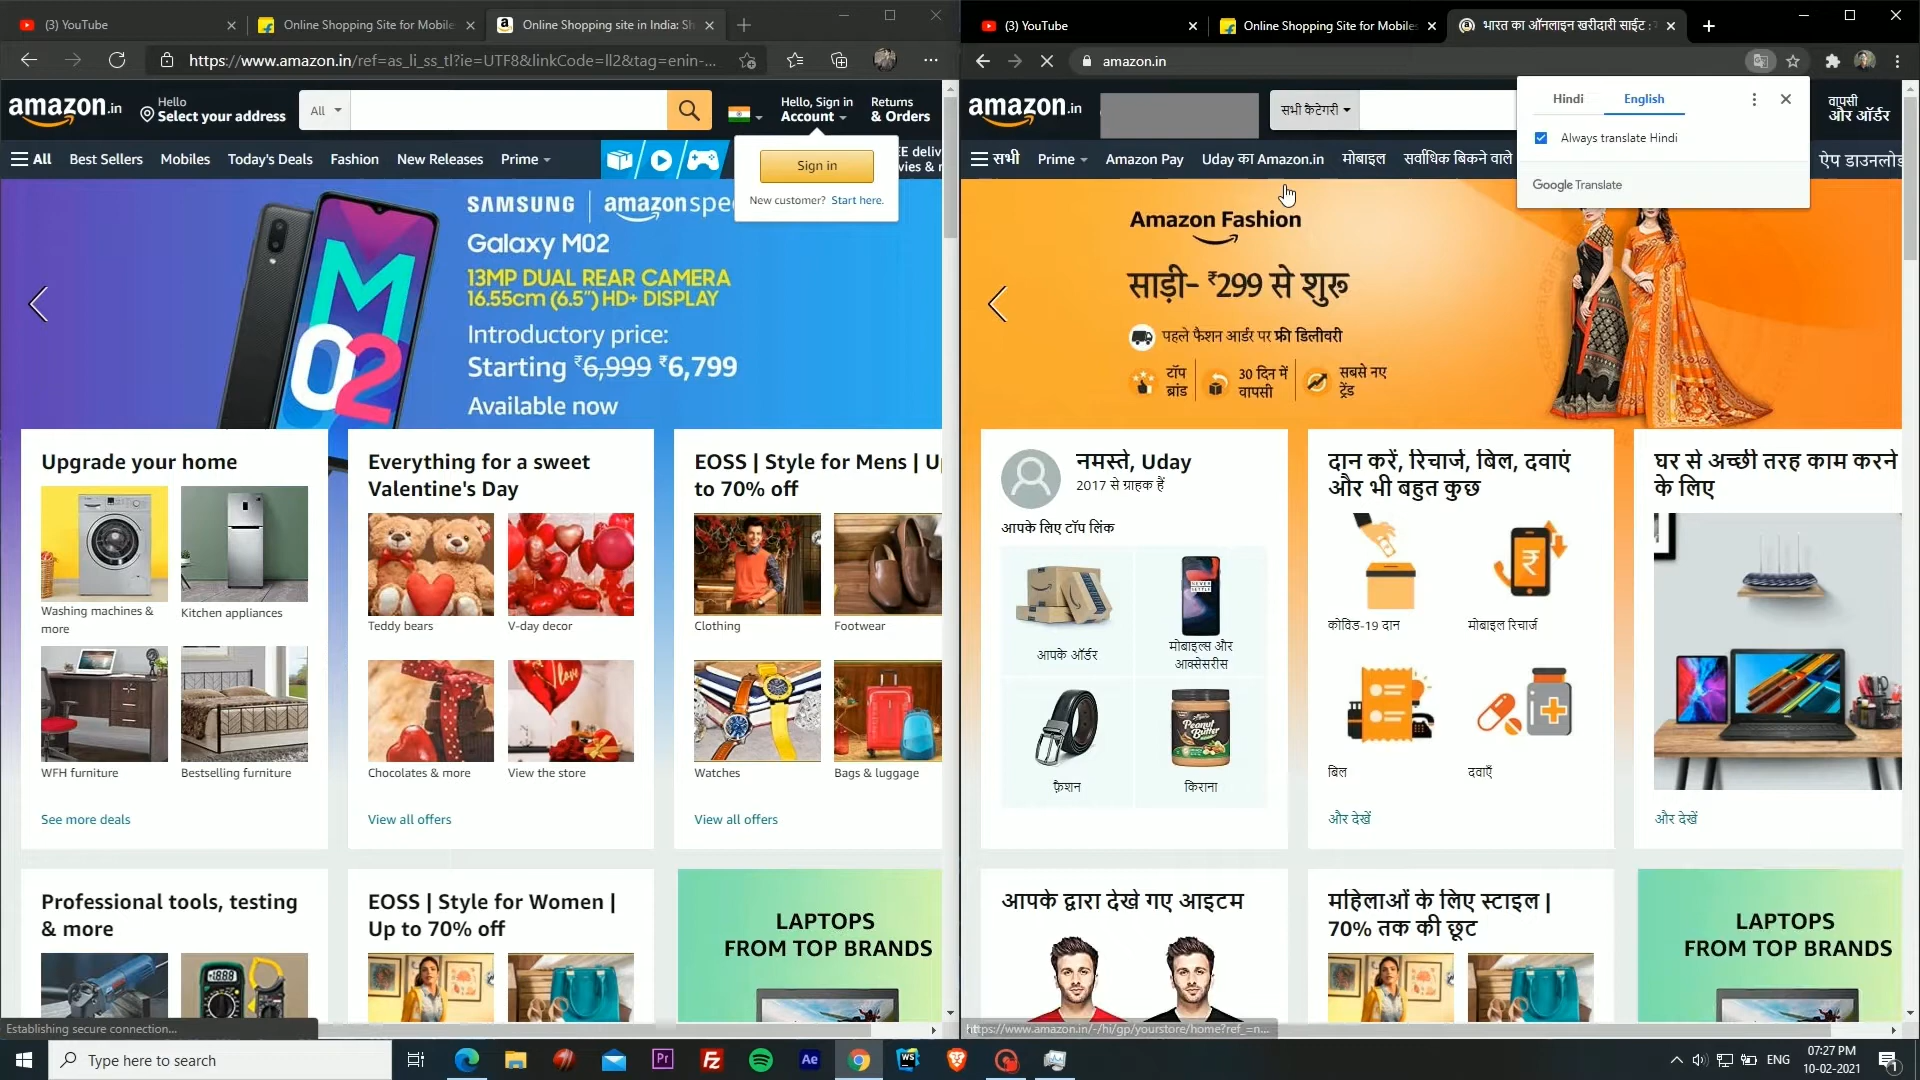 (3) YouTube
Online Shopping Site for Mobile
Online Shopping site in India: Sh
https://www.amazon.in/ref=as_li_ss_tl?ie=UTF8&linkCode=ll2&tag=enin-...
amazon.in
Hello
Select your address
All
Hello, Sign in
Account
Returns
& Orders
All
Best Sellers
Mobiles
Today's Deals
Fashion
New Releases
Prime
Sign in
New customer? Start here.
SAMSUNG
amazonspe
Galaxy M02
13MP DUAL REAR CAMERA
16.55cm (6.5") HD+ DISPLAY
Introductory price:
Starting ₹6,999 ₹6,799
Available now
M
02
Upgrade your home
Washing machines &
more
Kitchen appliances
WFH furniture
Bestselling furniture
See more deals
Everything for a sweet
Valentine's Day
Teddy bears
V-day decor
Chocolates & more
View the store
View all offers
EOSS | Style for Mens | U
to 70% off
Clothing
Footwear
Watches
Bags & luggage
View all offers
Professional tools, testing
& more
EOSS | Style for Women |
Up to 70% off
LAPTOPS
FROM TOP BRANDS
Establishing secure connection...
(3) YouTube
Online Shopping Site for Mobiles
भारत का ऑनलाइन खरीदारी साईट :
amazon.in
amazon.in
सभी कैटेगरी
Hindi
English
Always translate Hindi
Google Translate
वापसी
और ऑर्डर
सभी
Prime
Amazon Pay
Uday का Amazon.in
मोबाइल
सर्वाधिक बिकने वाले
ऐप डाउनलोड
Amazon Fashion
साड़ी- ₹299 से शुरू
पहले फैशन आर्डर पर फ्री डिलीवरी
टॉप
ब्रांड
30 दिन में
वापसी
सबसे नए
ट्रेंड
नमस्ते, Uday
2017 से ग्राहक हैं
आपके लिए टॉप लिंक
आपके ऑर्डर
मोबाइल्स और
आक्सेसरीस
फ़ैशन
Peanut
Butter
किराना
दान करें, रिचार्ज, बिल, दवाएं
और भी बहुत कुछ
कोविड-19 दान
मोबाइल रिचार्ज
बिल
दवाएँ
और देखें
घर से अच्छी तरह काम करने
के लिए
और देखें
आपके द्वारा देखे गए आइटम
महिलाओं के लिए स्टाइल |
70% तक की छूट
LAPTOPS
FROM TOP BRANDS
https://www.amazon.in/-/hi/gp/yourstore/home?ref_=n...
Type here to search
ENG
07:27 PM
10-02-2021